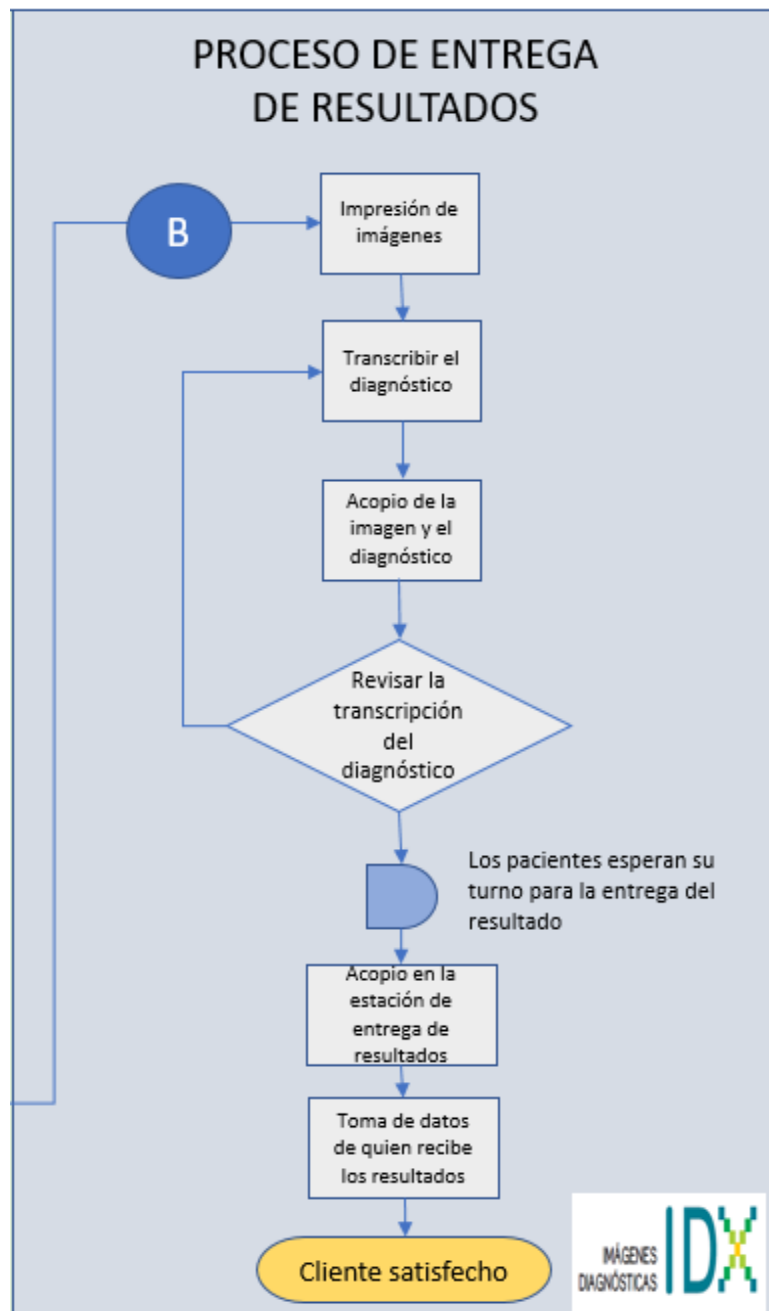 PROCESO DE ENTREGA
DE RESULTADOS
B
Impresión de
imágenes
Transcribir el
diagnóstico
Acopio de la
imagen y el
diagnóstico
Revisar la
transcripción
del
diagnóstico
Los pacientes esperan su
turno para la entrega del
resultado
Acopio en la
estación de
entrega de
resultados
Toma de datos
de quien recibe
los resultados
Cliente satisfecho
IMÁGENES
DIAGNÓSTICAS
IDX